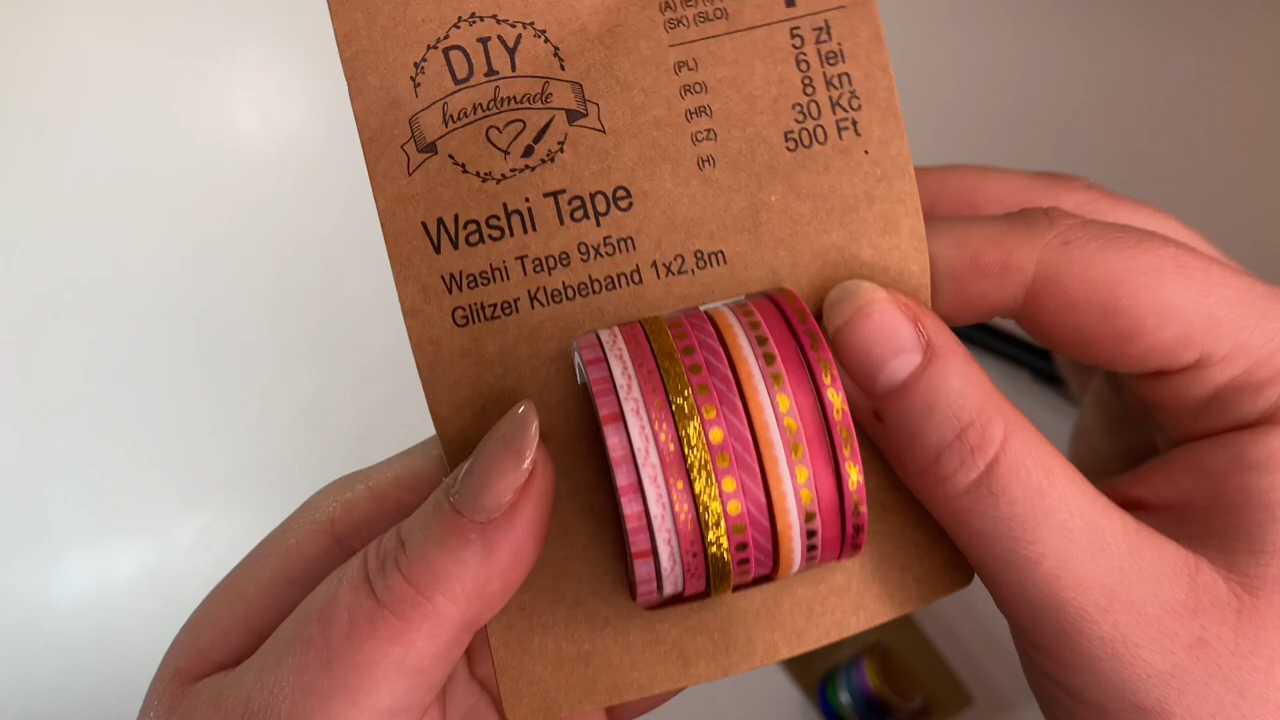 DIY
handmade
(SK) (SLO)
(PL) 5 zł
(RO) 6 lei
(HR) 8 kn
(CZ) 30 Kč
(H) 500 Ft
Washi Tape
Washi Tape 9x5m
Glitzer Klebeband 1x2,8m